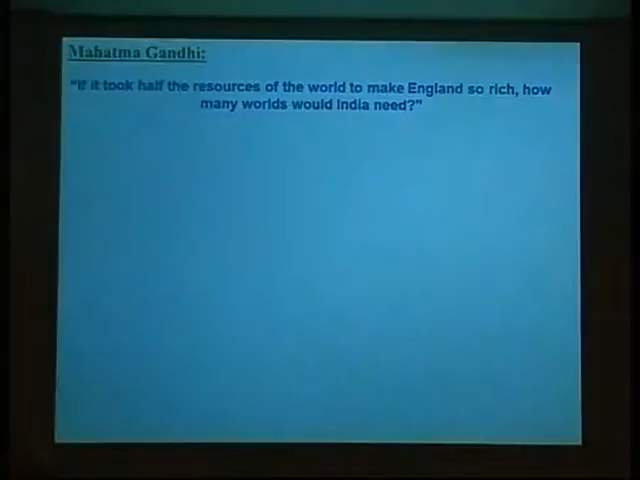 Mahatma Gandhi:
"If it took half the resources of the world to make England so rich, how
many worlds would India need?"